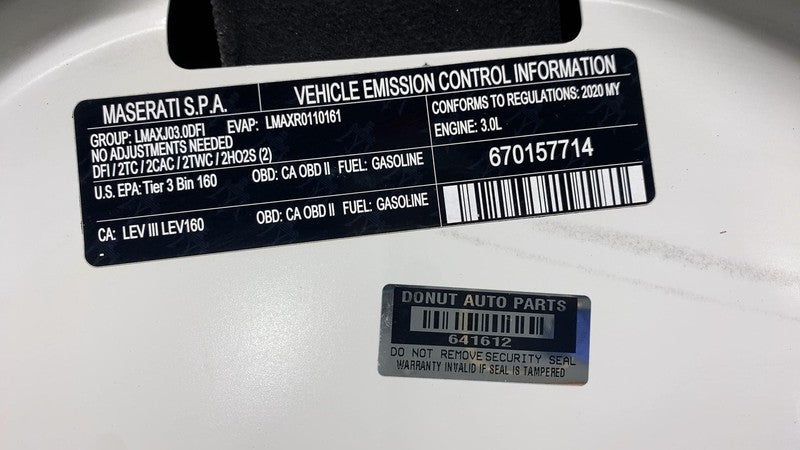 MASERATI S.P.A.
VEHICLE EMISSION CONTROL INFORMATION
GROUP: LMAXJ03.0DFI EVAP: LMAXR0110161
NO ADJUSTMENTS NEEDED
DFI / 2TC / 2CAC / 2TWC / 2HO2S (2)
U.S. EPA: Tier 3 Bin 160 OBD: CA OBD II FUEL: GASOLINE
CA: LEV III LEV160 OBD: CA OBD II FUEL: GASOLINE
-
CONFORMS TO REGULATIONS: 2020 MY
ENGINE: 3.0L
670157714
DONUT AUTO PARTS
641612
DO NOT REMOVE SECURITY SEAL
WARRANTY INVALID IF SEAL IS TAMPERED